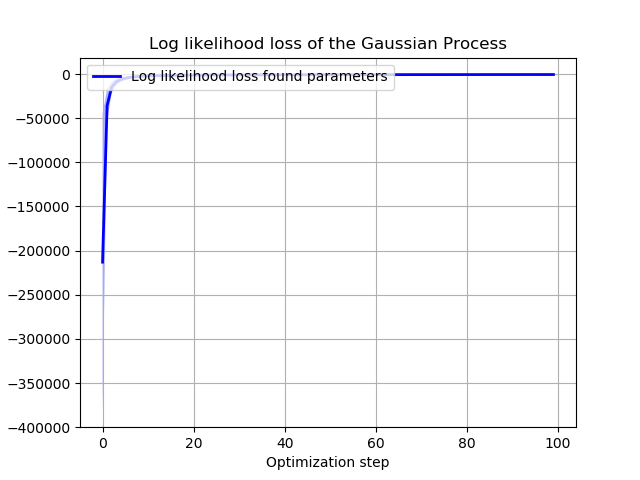 Log likelihood loss of the Gaussian Process
Log likelihood loss found parameters
0
−50000
−100000
−150000
−200000
−250000
−300000
−350000
−400000
0 20 40 60 80 100
Optimization step